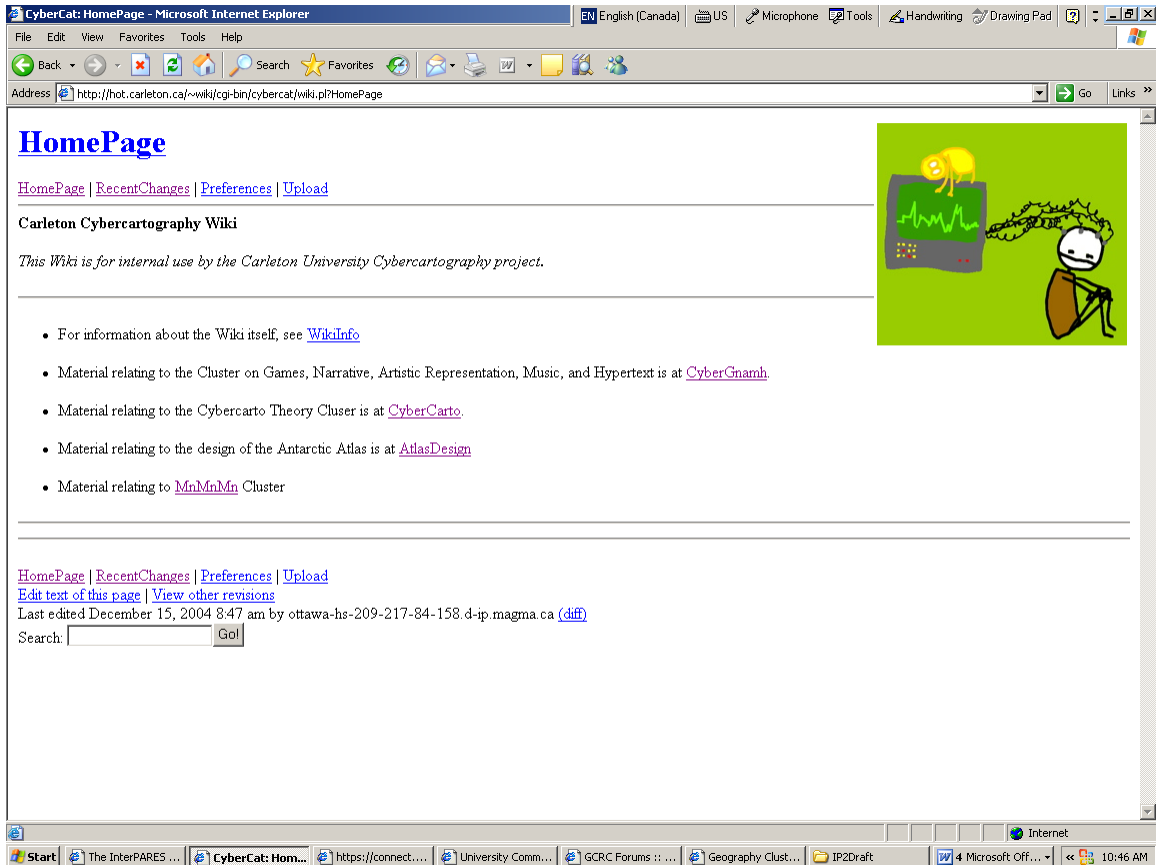 CyberCat: HomePage - Microsoft Internet Explorer
EN English (Canada) US Microphone Tools Handwriting Drawing Pad
File Edit View Favorites Tools Help
Back Search Favorites
Address http://hot.carleton.ca/~wiki/cgi-bin/cybercat/wiki.pl?HomePage Go Links »
HomePage
HomePage | RecentChanges | Preferences | Upload
Carleton Cybercartography Wiki
This Wiki is for internal use by the Carleton University Cybercartography project.
• For information about the Wiki itself, see WikiInfo
• Material relating to the Cluster on Games, Narrative, Artistic Representation, Music, and Hypertext is at CyberGnamh.
• Material relating to the Cybercarto Theory Cluser is at CyberCarto.
• Material relating to the design of the Antarctic Atlas is at AtlasDesign
• Material relating to MnMnMn Cluster
HomePage | RecentChanges | Preferences | Upload
Edit text of this page | View other revisions
Last edited December 15, 2004 8:47 am by ottawa-hs-209-217-84-158.d-ip.magma.ca (diff)
Search: Go!
Internet
Start The InterPARES ... CyberCat: Hom... https://connect.... University Comm... GCRC Forums :: ... Geography Clust... IP2Draft 4 Microsoft Off... « 10:46 AM